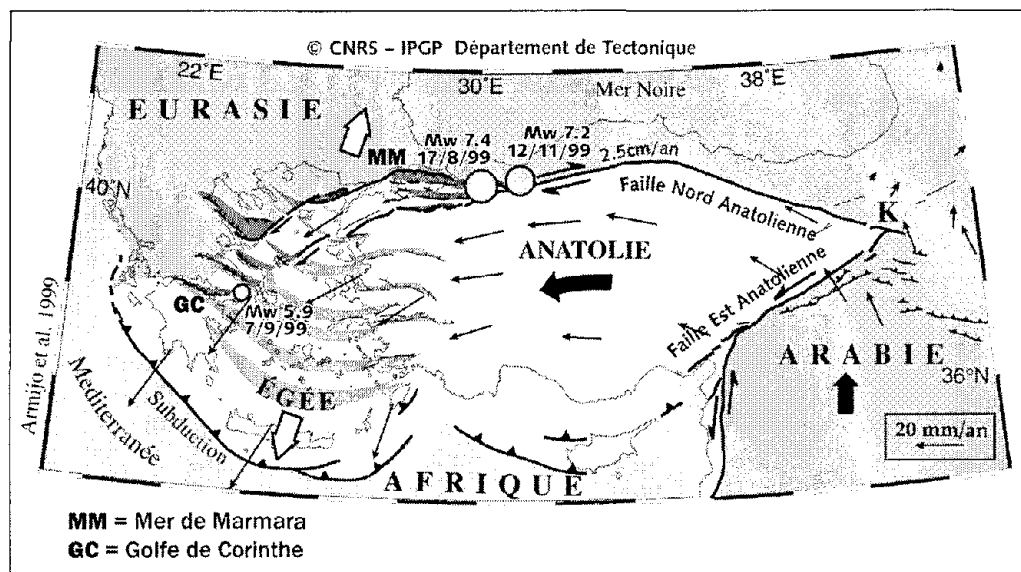 © CNRS – IPGP Département de Tectonique
22°E
30°E
38°E
Mer Noire
EURASIE
MM
Mw 7.4
17/8/99
Mw 7.2
12/11/99
2.5cm/an
40°N
Faille Nord Anatolienne
K
ANATOLIE
GC
Mw 5.9
7/9/99
Faille Est Anatolienne
ARABIE
36°N
ÉGÉE
Subduction
Méditerranée
Armijo et al. 1999
AFRIQUE
20 mm/an
MM = Mer de Marmara
GC = Golfe de Corinthe